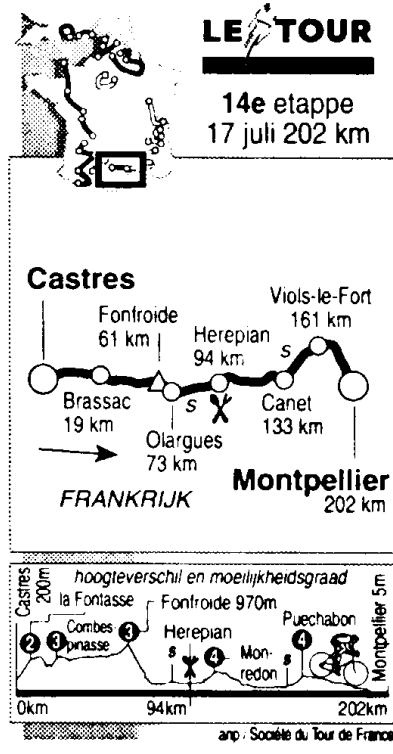 LE TOUR
14e etappe
17 juli 202 km
Castres
Fonfroide
61 km
Herepian
94 km
Viols-le-Fort
161 km
s
s
Brassac
19 km
Olargues
73 km
Canet
133 km
Montpellier
202 km
FRANKRIJK
hoogteverschil en moeilijkheidsgraad
Castres
200m
la Fontasse
Combes-
pinasse
Fonfroide 970m
Herepian
Mon-
redon
Puechabon
Montpellier 5m
2
3
3
s
4
s
4
0km
94km
202km
anp / Société du Tour de France